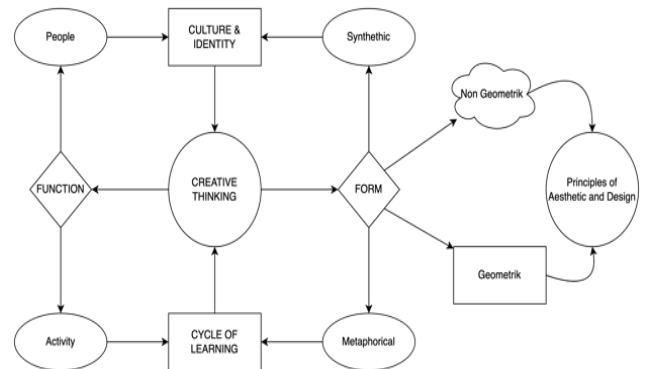 People
CULTURE &
IDENTITY
Synthethic
Non Geometrik
FUNCTION
CREATIVE
THINKING
FORM
Principles of
Aesthetic and Design
Geometrik
Activity
CYCLE OF
LEARNING
Metaphorical